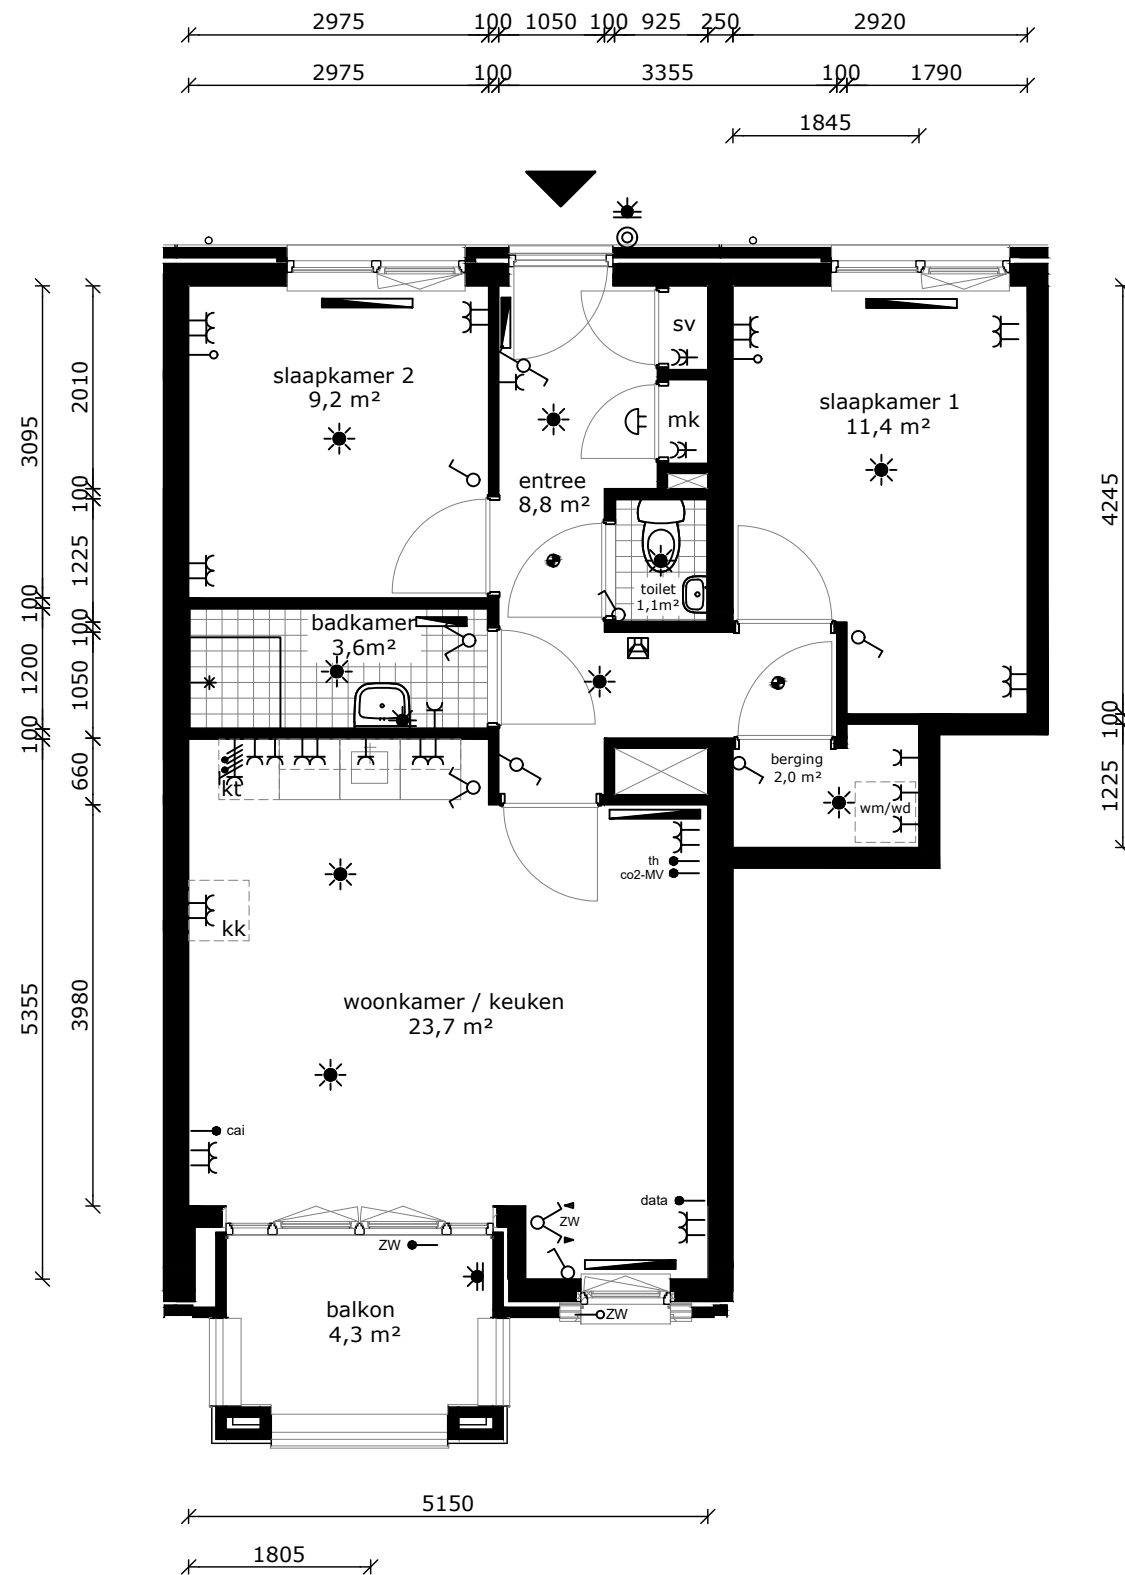 2975 100 1050 100 925 250 2920
2975 100 3355 100 1790
1845
3095 100 1200 100 5355
2010 100 1225 100 1050 660 3980
4245 100 1225
slaapkamer 2
9,2 m²
sv
mk
slaapkamer 1
11,4 m²
entree
8,8 m²
toilet
1,1m²
badkamer
3,6m²
berging
2,0 m²
wm/wd
kt
th
co2-MV
kk
woonkamer / keuken
23,7 m²
cai
data
ZW
ZW
balkon
4,3 m²
ZW
5150
1805